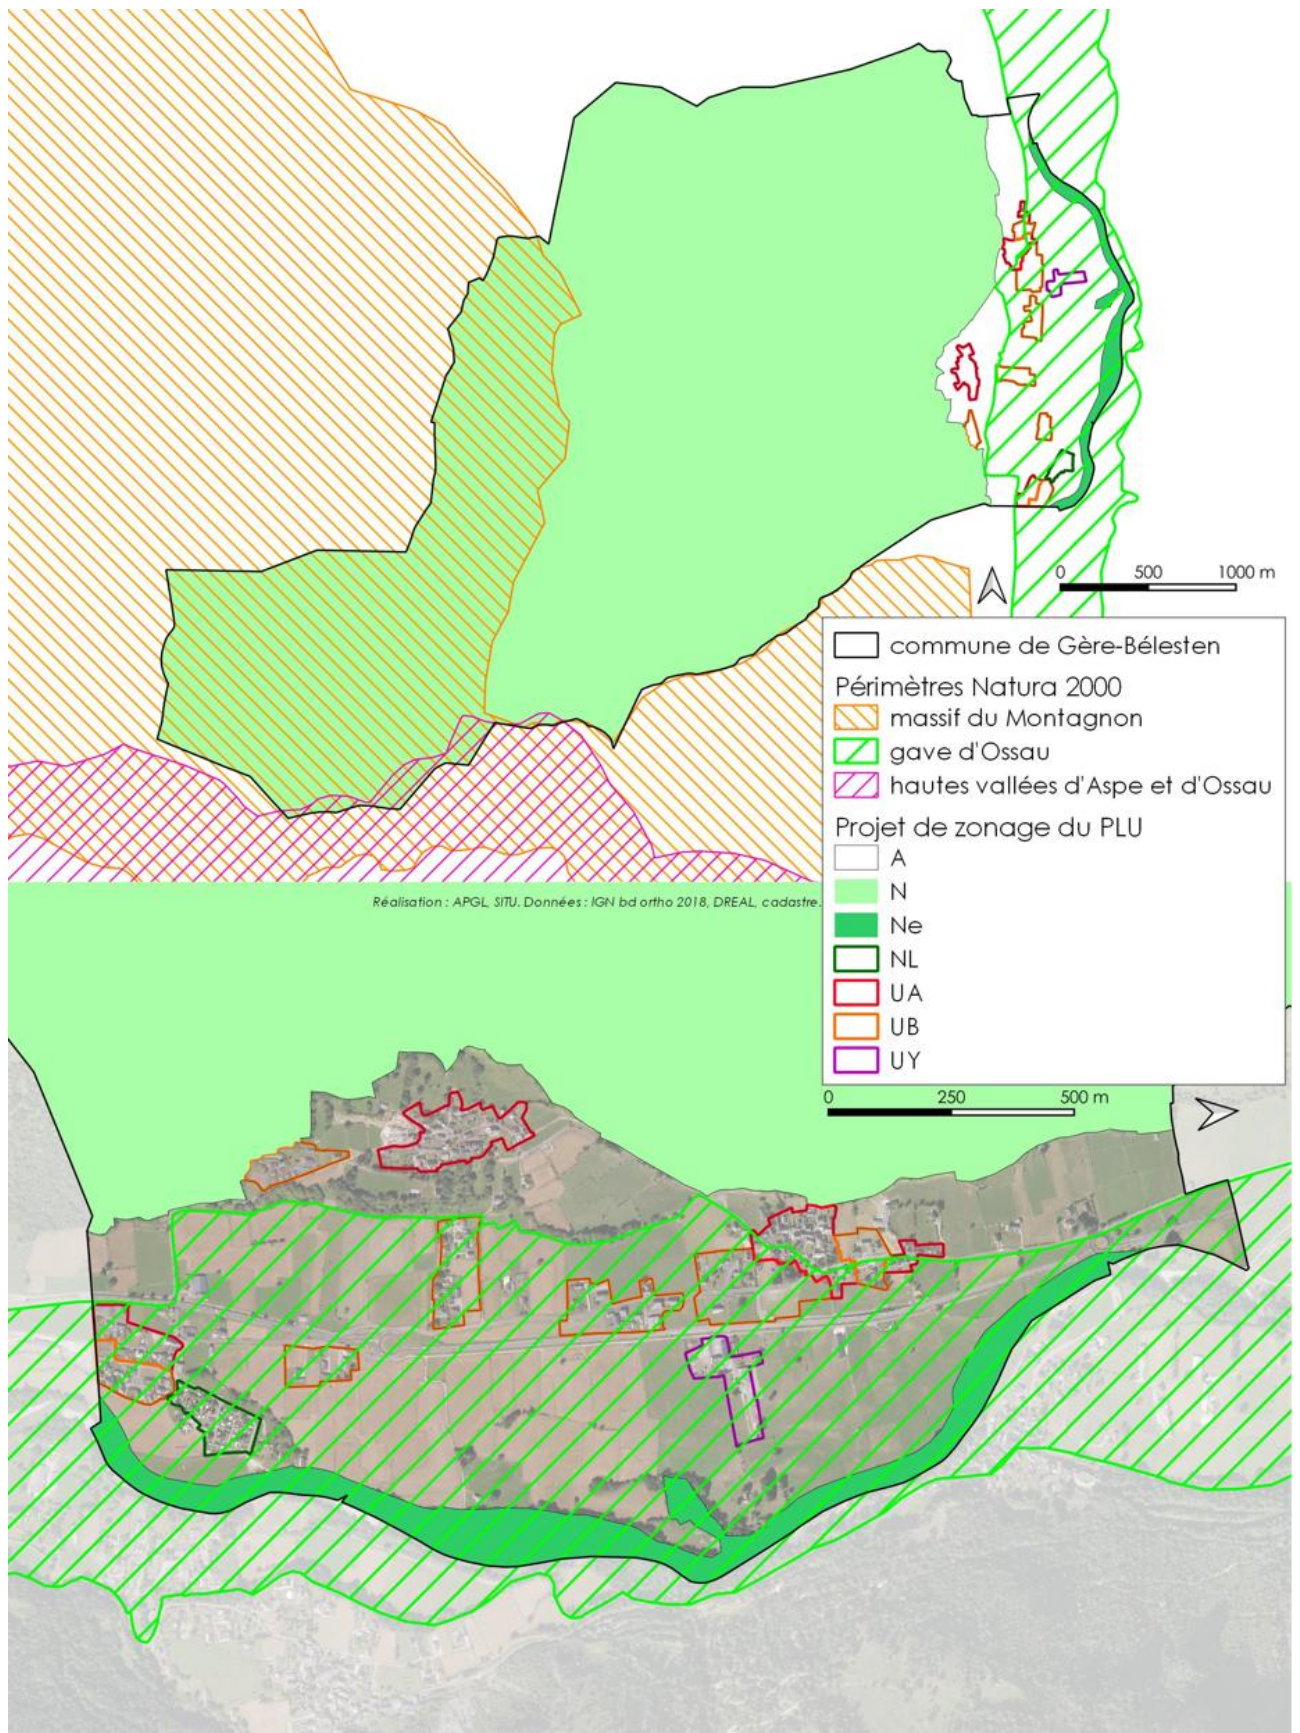 0 500 1000 m
commune de Gère-Bélesten
Périmètres Natura 2000
massif du Montagnon
gave d'Ossau
hautes vallées d'Aspe et d'Ossau
Projet de zonage du PLU
A
N
Ne
NL
UA
UB
UY
Réalisation : APGL, SITU. Données : IGN bd ortho 2018, DREAL, cadastre.
0 250 500 m